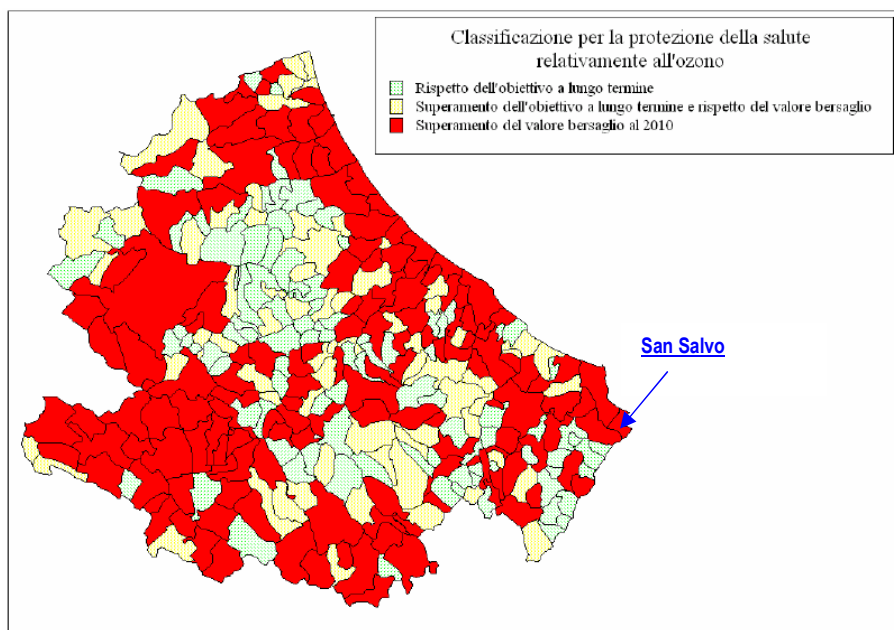 Classificazione per la protezione della salute
relativamente all'ozono
Rispetto dell'obiettivo a lungo termine
Superamento dell'obiettivo a lungo termine e rispetto del valore bersaglio
Superamento del valore bersaglio al 2010
San Salvo